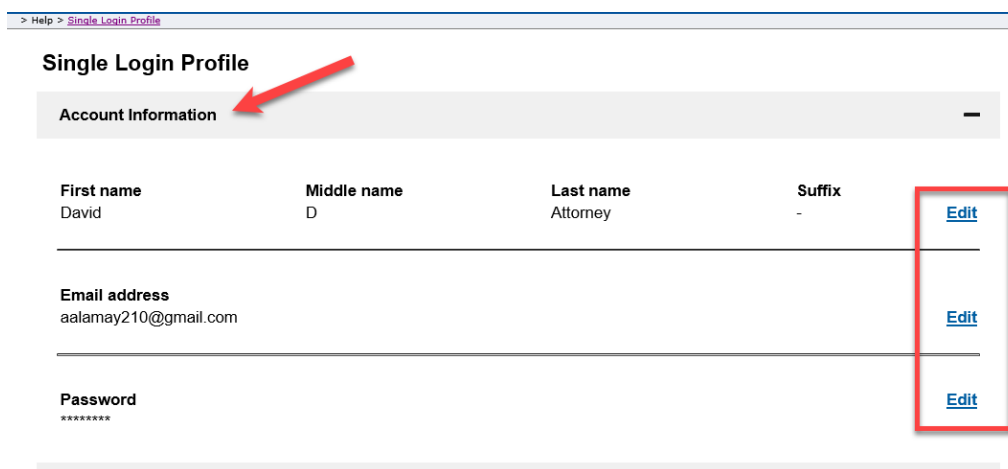 > Help > Single Login Profile
Single Login Profile
Account Information
First name Middle name Last name Suffix
David D Attorney - Edit
Email address
aalamay210@gmail.com Edit
Password
Edit
********